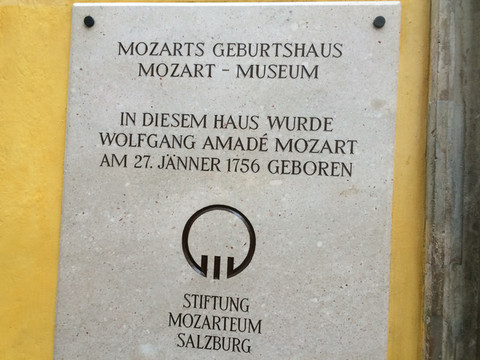 MOZARTS GEBURTSHAUS
MOZART - MUSEUM
IN DIESEM HAUS WURDE
WOLFGANG AMADÉ MOZART
AM 27. JÄNNER 1756 GEBOREN
STIFTUNG
MOZARTEUM
SALZBURG